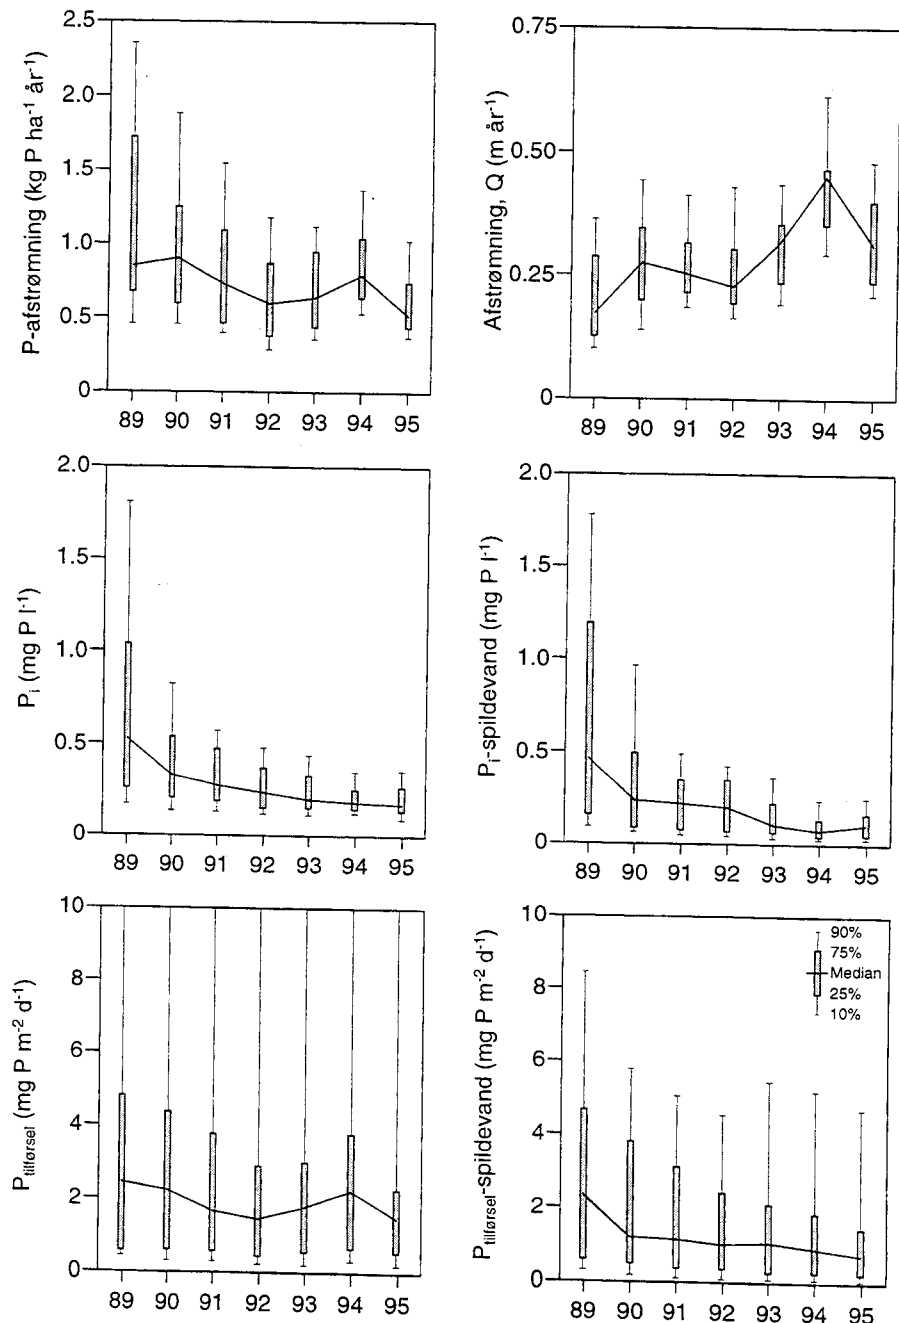 P-afstrømning (kg P ha⁻¹ år⁻¹)
2.5
2.0
1.5
1.0
0.5
0
89 90 91 92 93 94 95
Afstrømning, Q (m år⁻¹)
0.75
0.50
0.25
0
89 90 91 92 93 94 95
Pᵢ (mg P l⁻¹)
2.0
1.5
1.0
0.5
0
89 90 91 92 93 94 95
Pᵢ-spildevand (mg P l⁻¹)
2.0
1.5
1.0
0.5
0
89 90 91 92 93 94 95
Ptilførsel (mg P m⁻² d⁻¹)
10
8
6
4
2
0
89 90 91 92 93 94 95
Ptilførsel-spildevand (mg P m⁻² d⁻¹)
10
8
6
4
2
0
90%
75%
Median
25%
10%
89 90 91 92 93 94 95